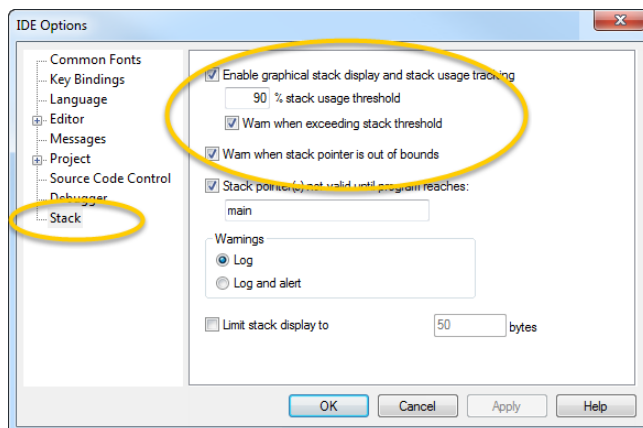 IDE Options
Common Fonts
Key Bindings
Language
Editor
Messages
Project
Source Code Control
Debugger
Stack
Enable graphical stack display and stack usage tracking
90 % stack usage threshold
Warn when exceeding stack threshold
Warn when stack pointer is out of bounds
Stack pointer(s) not valid until program reaches:
main
Warnings
Log
Log and alert
Limit stack display to 50 bytes
OK Cancel Apply Help